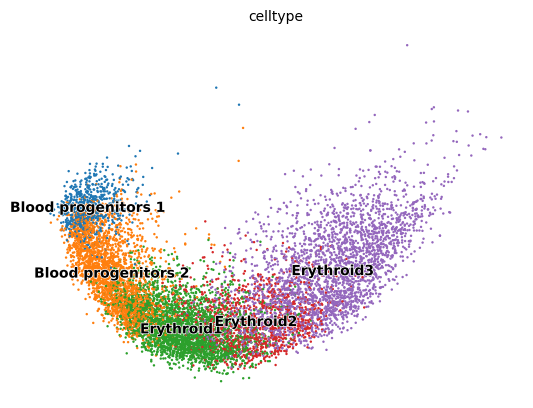 celltype
Blood progenitors 1
Blood progenitors 2
Erythroid3
Erythroid2
Erythroid1